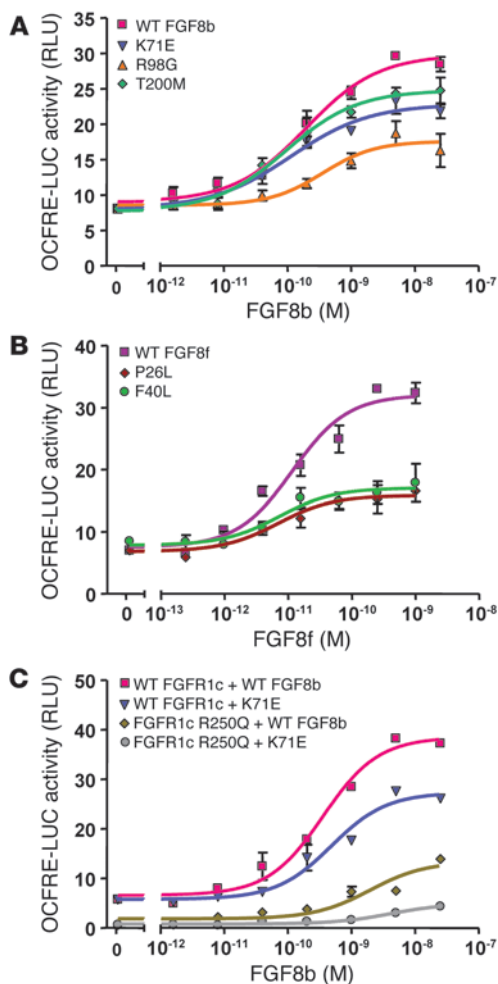 A
WT FGF8b
K71E
R98G
T200M
OCFRE-LUC activity (RLU)
35
30
25
20
15
10
5
0
0 10-12 10-11 10-10 10-9 10-8 10-7
FGF8b (M)
B
WT FGF8f
P26L
F40L
OCFRE-LUC activity (RLU)
40
30
20
10
0
0 10-13 10-12 10-11 10-10 10-9 10-8
FGF8f (M)
C
WT FGFR1c + WT FGF8b
WT FGFR1c + K71E
FGFR1c R250Q + WT FGF8b
FGFR1c R250Q + K71E
OCFRE-LUC activity (RLU)
50
40
30
20
10
0
0 10-12 10-11 10-10 10-9 10-8 10-7
FGF8b (M)